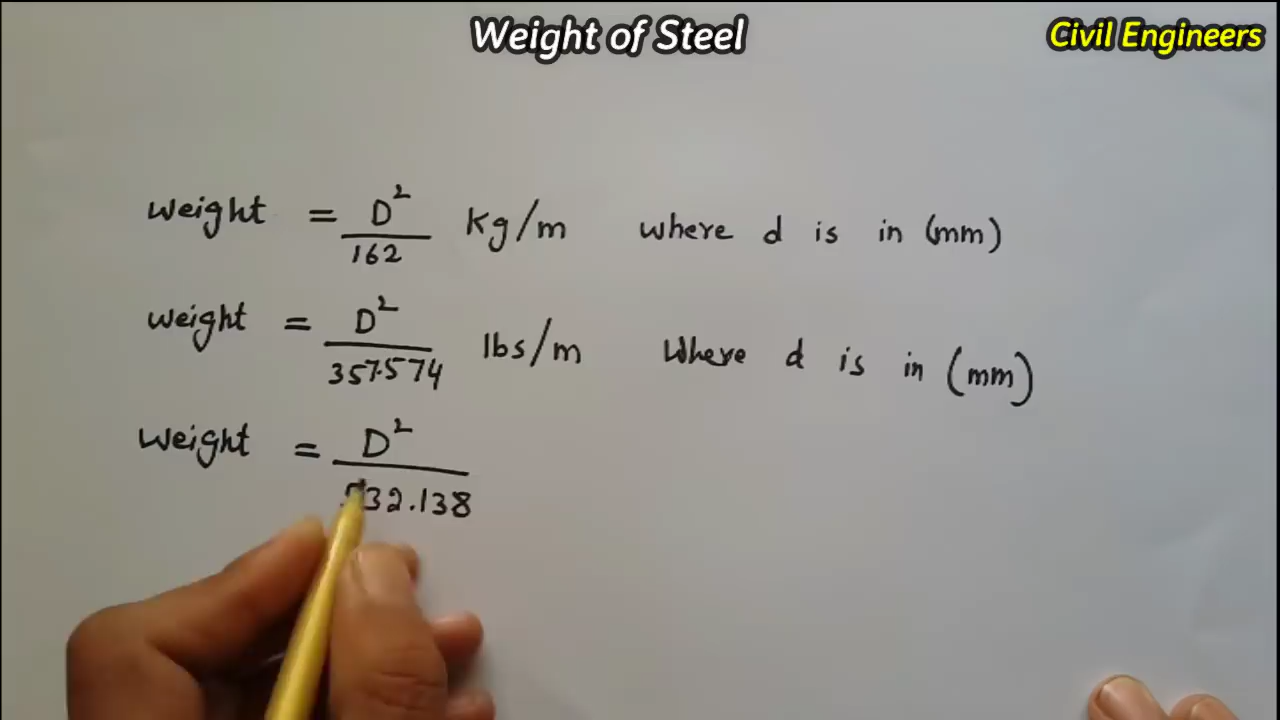 Weight of Steel
Civil Engineers
Weight = D² / 162 Kg/m where d is in (mm)
Weight = D² / 357.574 lbs/m Where d is in (mm)
Weight = D² / 532.138